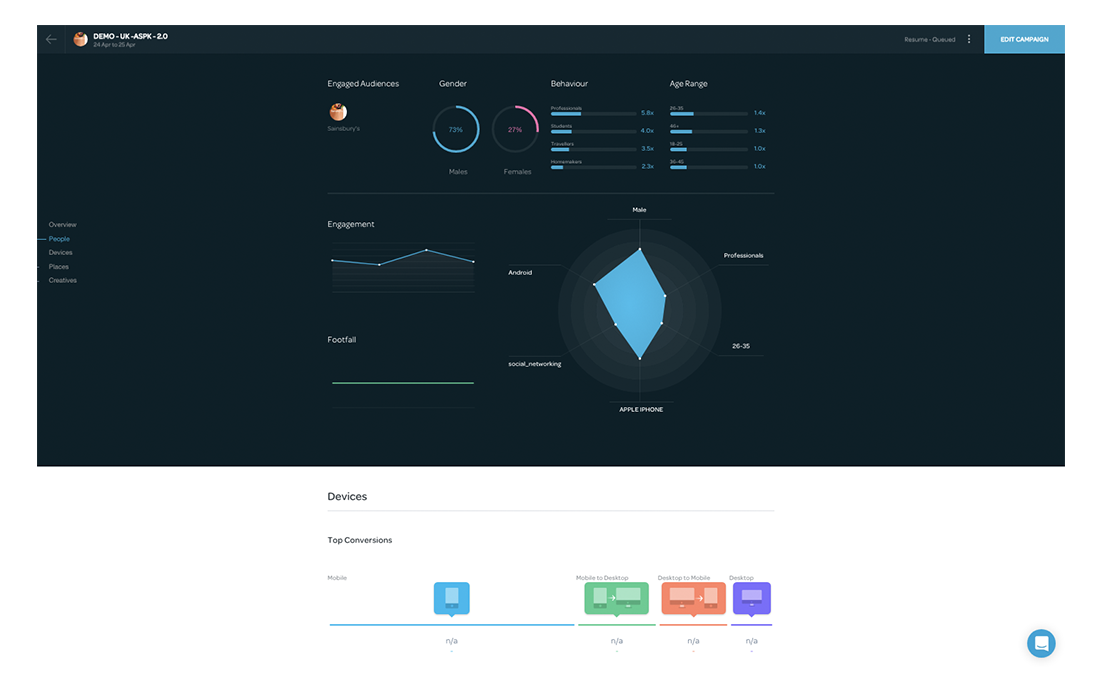 DEMO - UK -ASPK - 2.0
24 Apr to 25 Apr
Resume - Queued
EDIT CAMPAIGN
Overview
People
Devices
Places
Creatives
Engaged Audiences
Sainsbury's
Gender
73%
Males
27%
Females
Behaviour
Professionals
5.8x
Students
4.0x
Travellers
3.5x
Homemakers
2.3x
Age Range
26-35
1.4x
46+
1.3x
18-25
1.0x
36-45
1.0x
Engagement
Footfall
Male
Professionals
26-35
APPLE IPHONE
social_networking
Android
Devices
Top Conversions
Mobile
Mobile to Desktop
Desktop to Mobile
Desktop
n/a
-
n/a
-
n/a
-
n/a
-